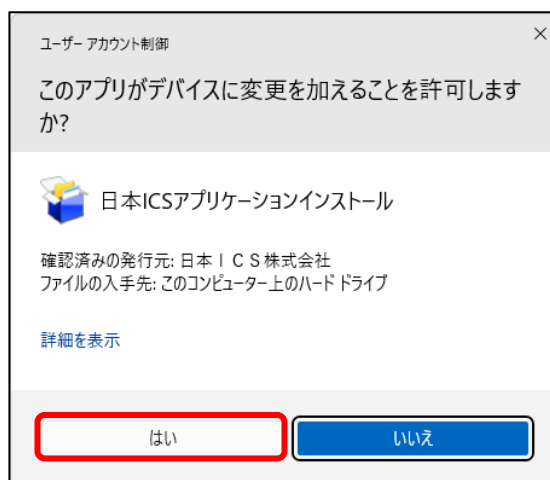 ユーザー アカウント制御
このアプリがデバイスに変更を加えることを許可します
か?
日本ICSアプリケーションインストール
確認済みの発行元: 日本ＩＣＳ株式会社
ファイルの入手先: このコンピューター上のハード ドライブ
詳細を表示
はい
いいえ